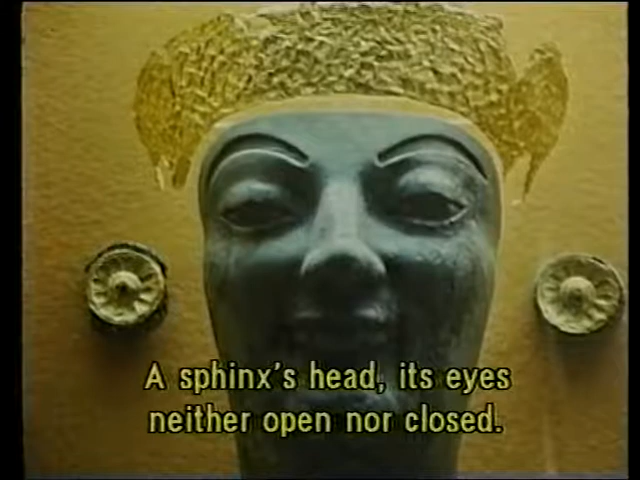 A sphinx's head, its eyes
neither open nor closed.